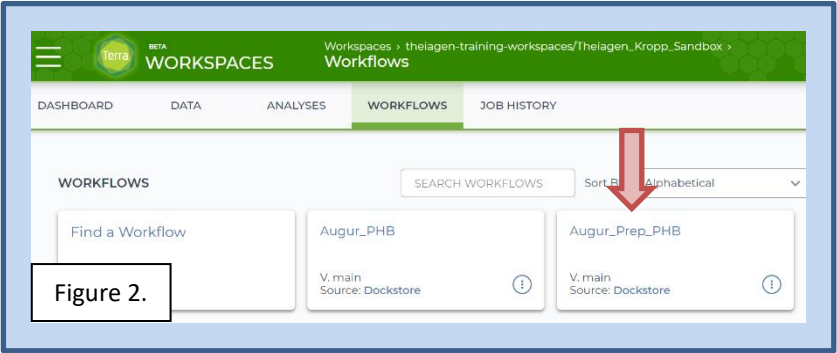 BETA
Terra
WORKSPACES
Workspaces › theiagen-training-workspaces/Theiagen_Kropp_Sandbox ›
Workflows
DASHBOARD DATA ANALYSES WORKFLOWS JOB HISTORY
WORKFLOWS
SEARCH WORKFLOWS
Sort B Alphabetical
Find a Workflow
Augur_PHB
V. main
Source: Dockstore
Augur_Prep_PHB
V. main
Source: Dockstore
Figure 2.